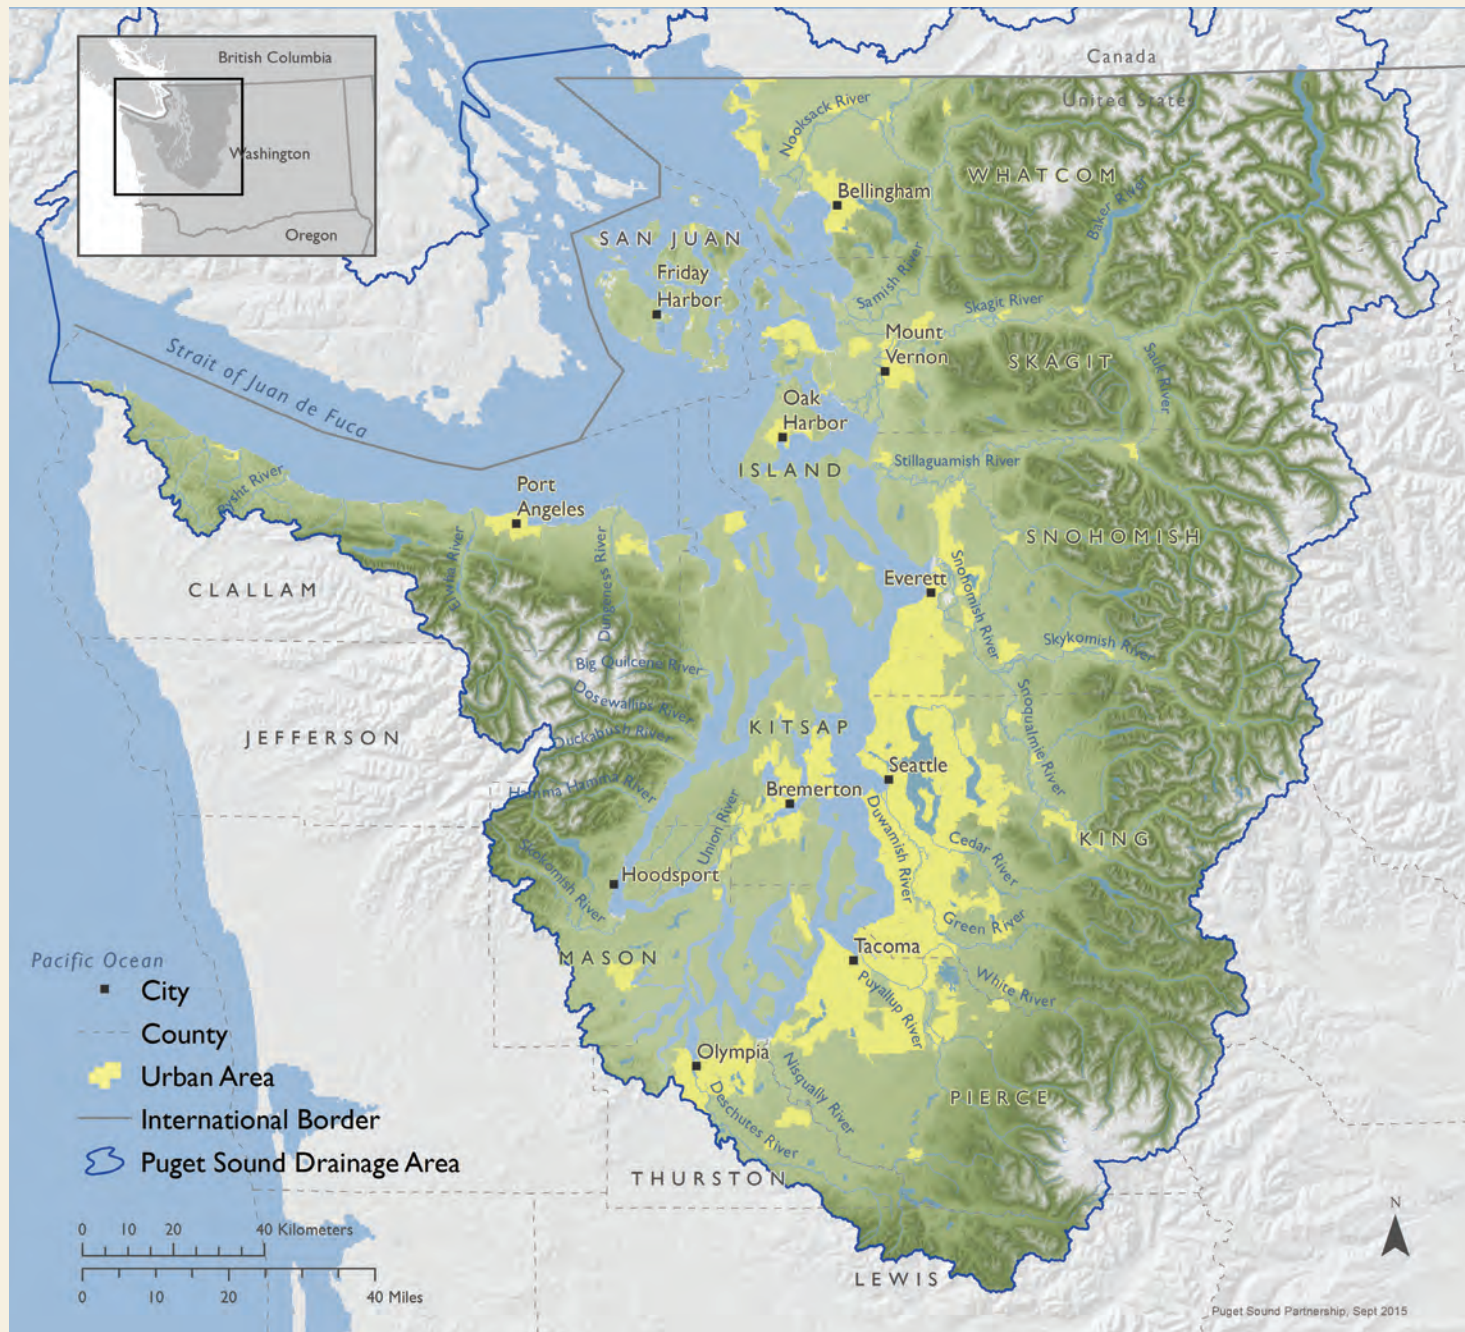 British Columbia
Washington
Oregon
Canada
United States
Nooksack River
WHATCOM
Bellingham
Baker River
SAN JUAN
Friday
Harbor
Samish River
Skagit River
Mount
Vernon
SKAGIT
Sauk River
Strait of Juan de Fuca
Oak
Harbor
ISLAND
Stillaguamish River
Pysht River
Port
Angeles
Elwha River
Dungeness River
SNOHOMISH
Everett
Snohomish River
CLALLAM
Skykomish River
Big Quilcene River
Dosewallips River
Snoqualmie River
KITSAP
JEFFERSON
Duckabush River
Seattle
Hamma Hamma River
Bremerton
Union River
Duwamish River
Cedar River
KING
Skokomish River
Hoodsport
Green River
MASON
Tacoma
Puyallup River
White River
Pacific Ocean
City
County
Urban Area
International Border
Puget Sound Drainage Area
Olympia
Nisqually River
Deschutes River
PIERCE
THURSTON
LEWIS
0 10 20 40 Kilometers
0 10 20 40 Miles
N
Puget Sound Partnership, Sept 2015